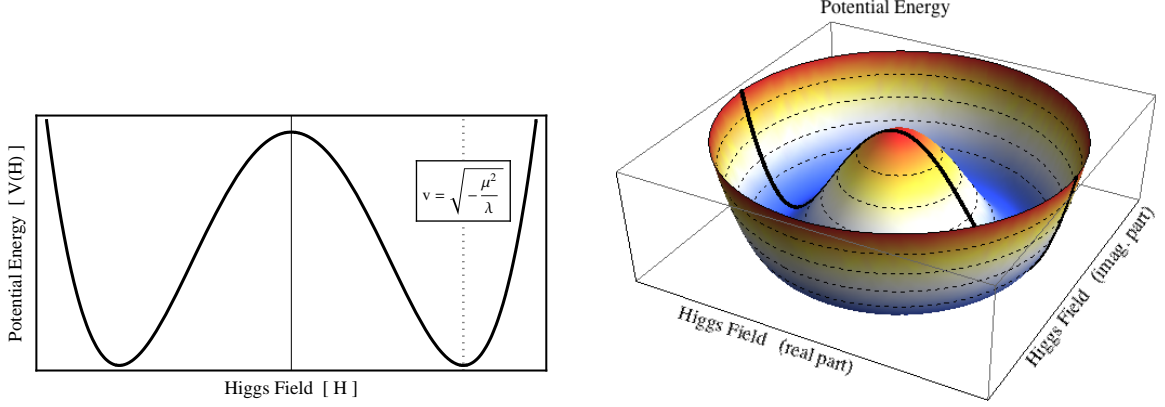 Potential Energy [ V(H) ]
v = √(-μ²/λ)
Higgs Field [ H ]
Potential Energy
Higgs Field (real part)
Higgs Field (imag. part)